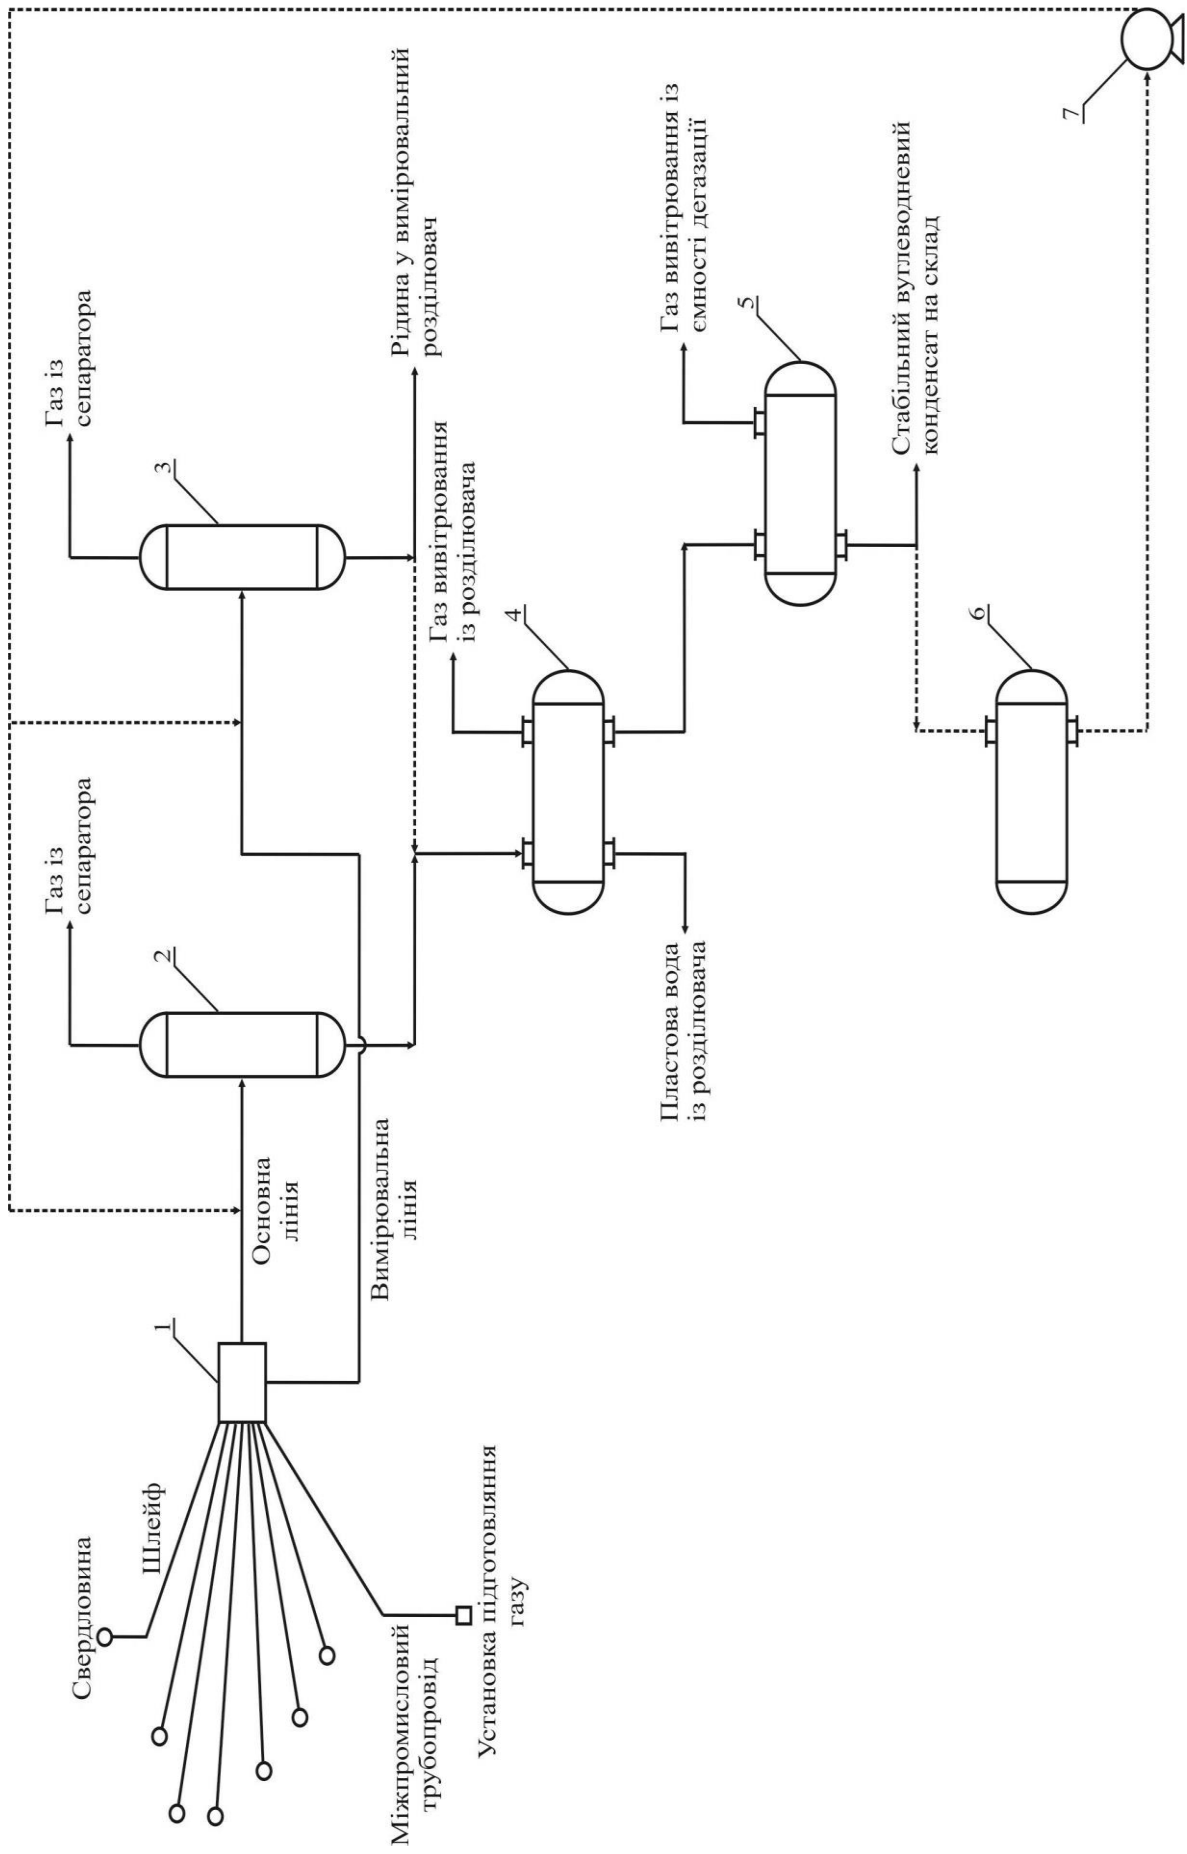 Свердловина
Шлейф
Міжпромисловий
трубопровід
Установка підготовляння
газу
1
Основна
лінія
Вимірювальна
лінія
2
Газ із
сепаратора
3
Газ із
сепаратора
Рідина у вимірювальний
розділювач
Газ вивітрювання
із розділювача
4
Пластова вода
із розділювача
5
Газ вивітрювання із
ємності дегазації
Стабільний вуглеводневий
конденсат на склад
6
7